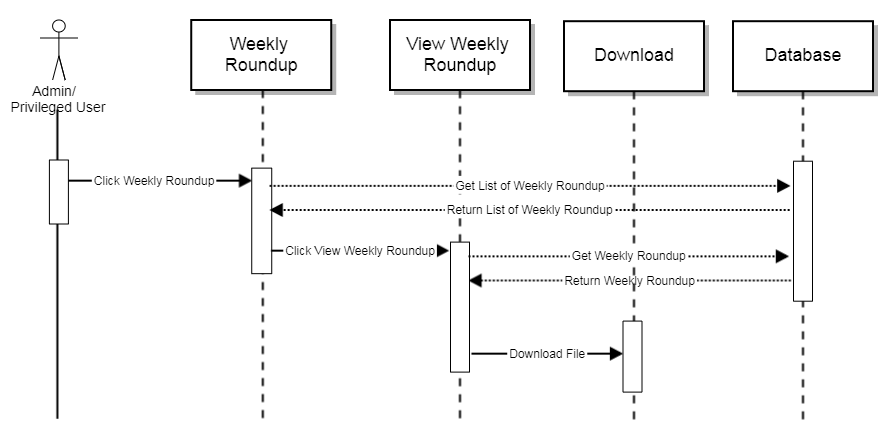 Weekly
Roundup
View Weekly
Roundup
Download
Database
Admin/
Privileged User
Click Weekly Roundup
Get List of Weekly Roundup
Return List of Weekly Roundup
Click View Weekly Roundup
Get Weekly Roundup
Return Weekly Roundup
Download File